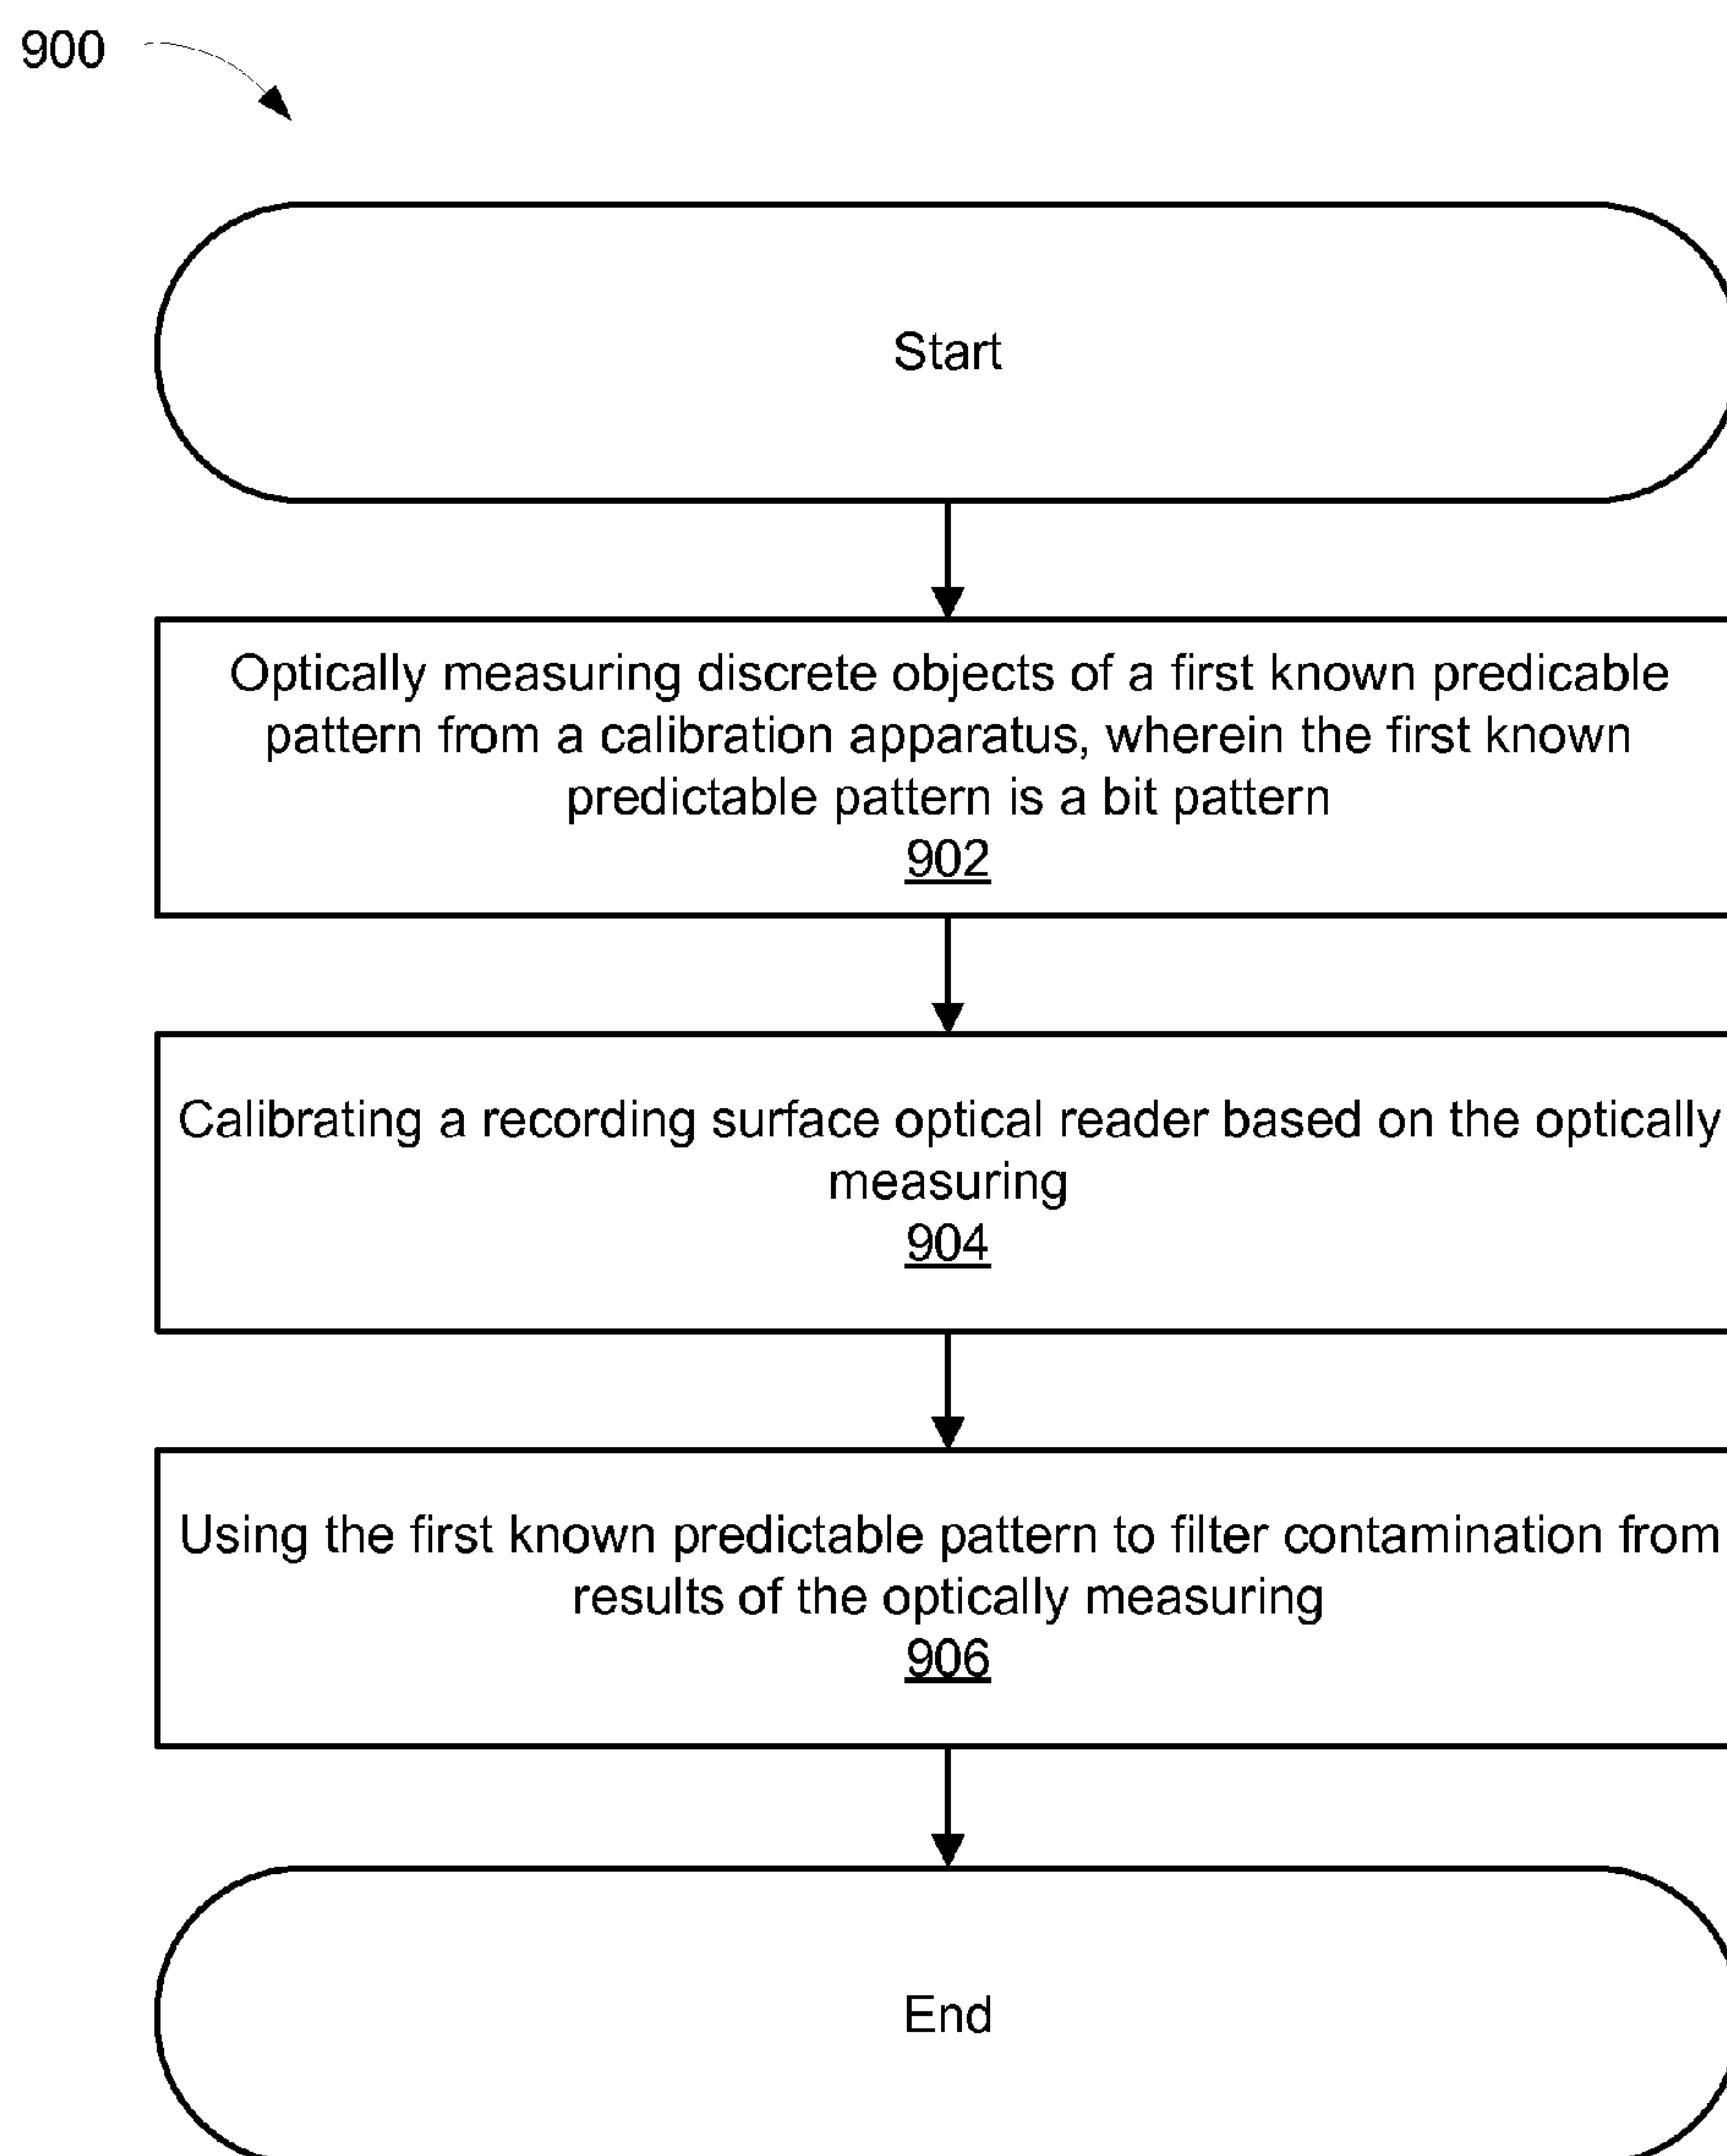 900
Start
Optically measuring discrete objects of a first known predicable
pattern from a calibration apparatus, wherein the first known
predictable pattern is a bit pattern
902
Calibrating a recording surface optical reader based on the optically
measuring
904
Using the first known predictable pattern to filter contamination from
results of the optically measuring
906
End